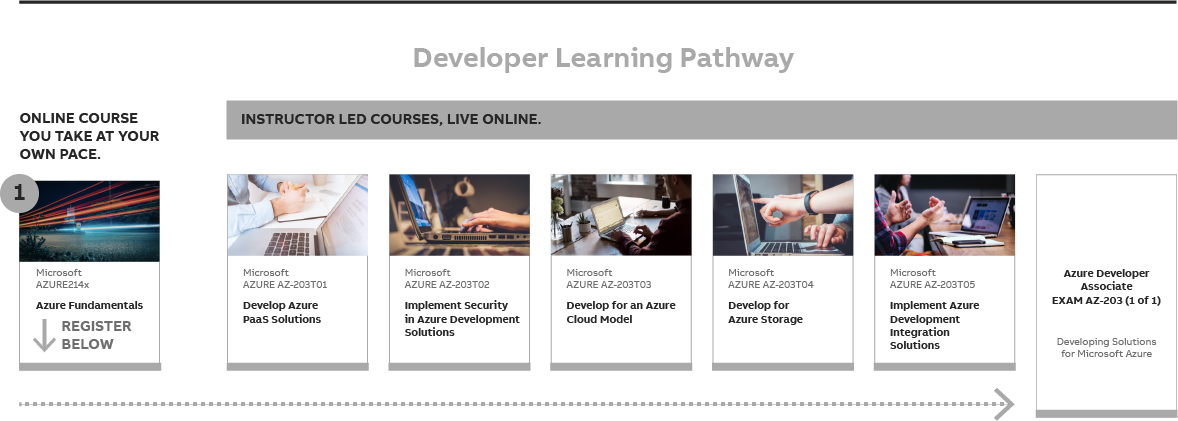 Developer Learning Pathway
ONLINE COURSE
YOU TAKE AT YOUR
OWN PACE.
INSTRUCTOR LED COURSES, LIVE ONLINE.
1
Microsoft
AZURE214x
Azure Fundamentals
REGISTER
BELOW
Microsoft
AZURE AZ-203T01
Develop Azure
PaaS Solutions
Microsoft
AZURE AZ-203T02
Implement Security
in Azure Development
Solutions
Microsoft
AZURE AZ-203T03
Develop for an Azure
Cloud Model
Microsoft
AZURE AZ-203T04
Develop for
Azure Storage
Microsoft
AZURE AZ-203T05
Implement Azure
Development
Integration
Solutions
Azure Developer
Associate
EXAM AZ-203 (1 of 1)
Developing Solutions
for Microsoft Azure